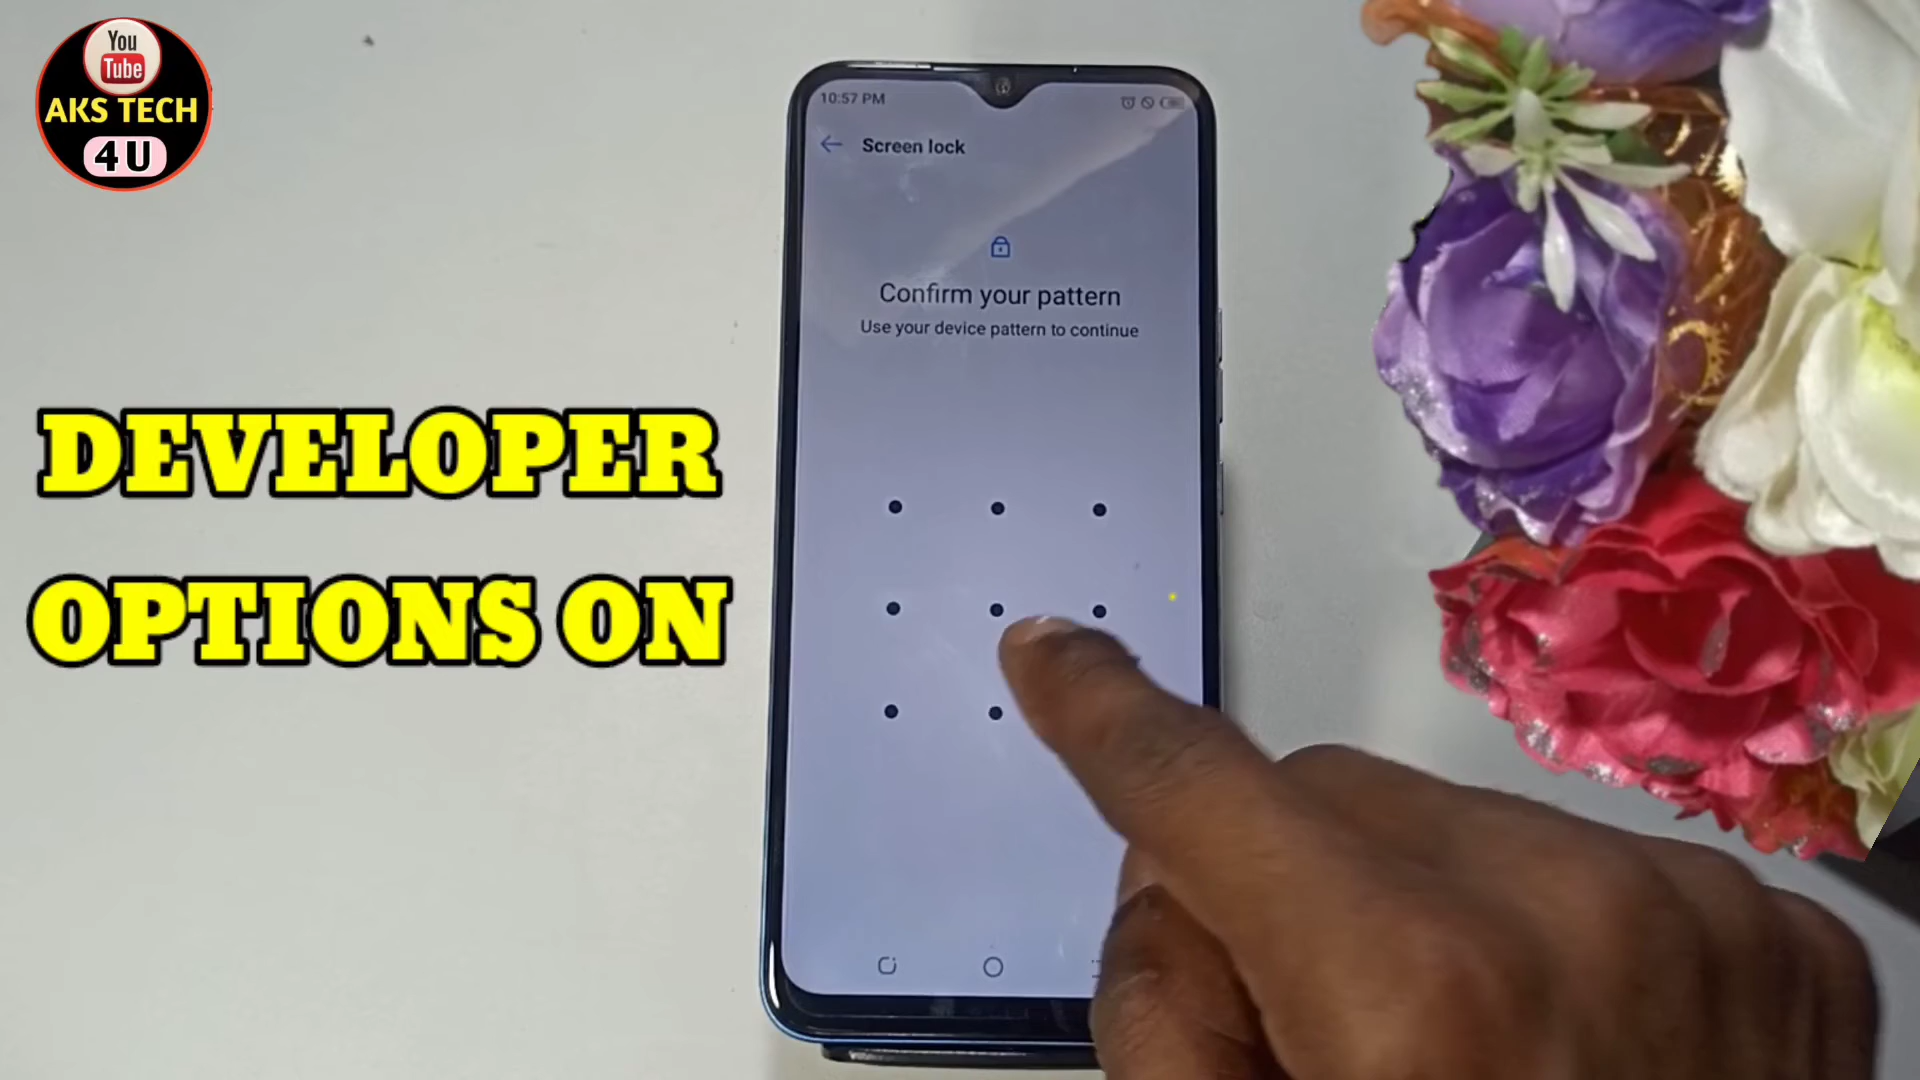 You
Tube
AKS TECH
4 U
10:57 PM
Screen lock
Confirm your pattern
Use your device pattern to continue
DEVELOPER
OPTIONS ON